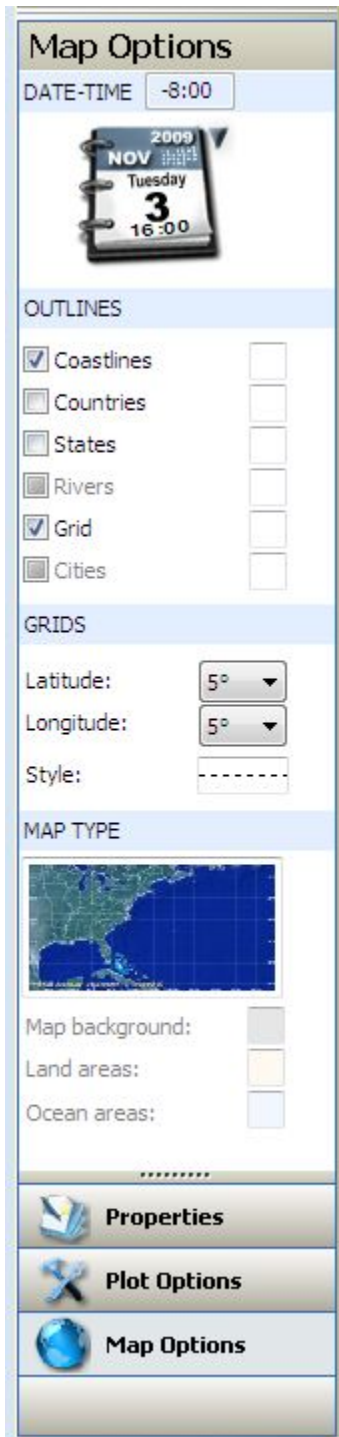 Map Options
DATE-TIME -8:00
2009
NOV
Tuesday
3
16:00
OUTLINES
Coastlines
Countries
States
Rivers
Grid
Cities
GRIDS
Latitude: 5°
Longitude: 5°
Style:
MAP TYPE
Map background:
Land areas:
Ocean areas:
Properties
Plot Options
Map Options